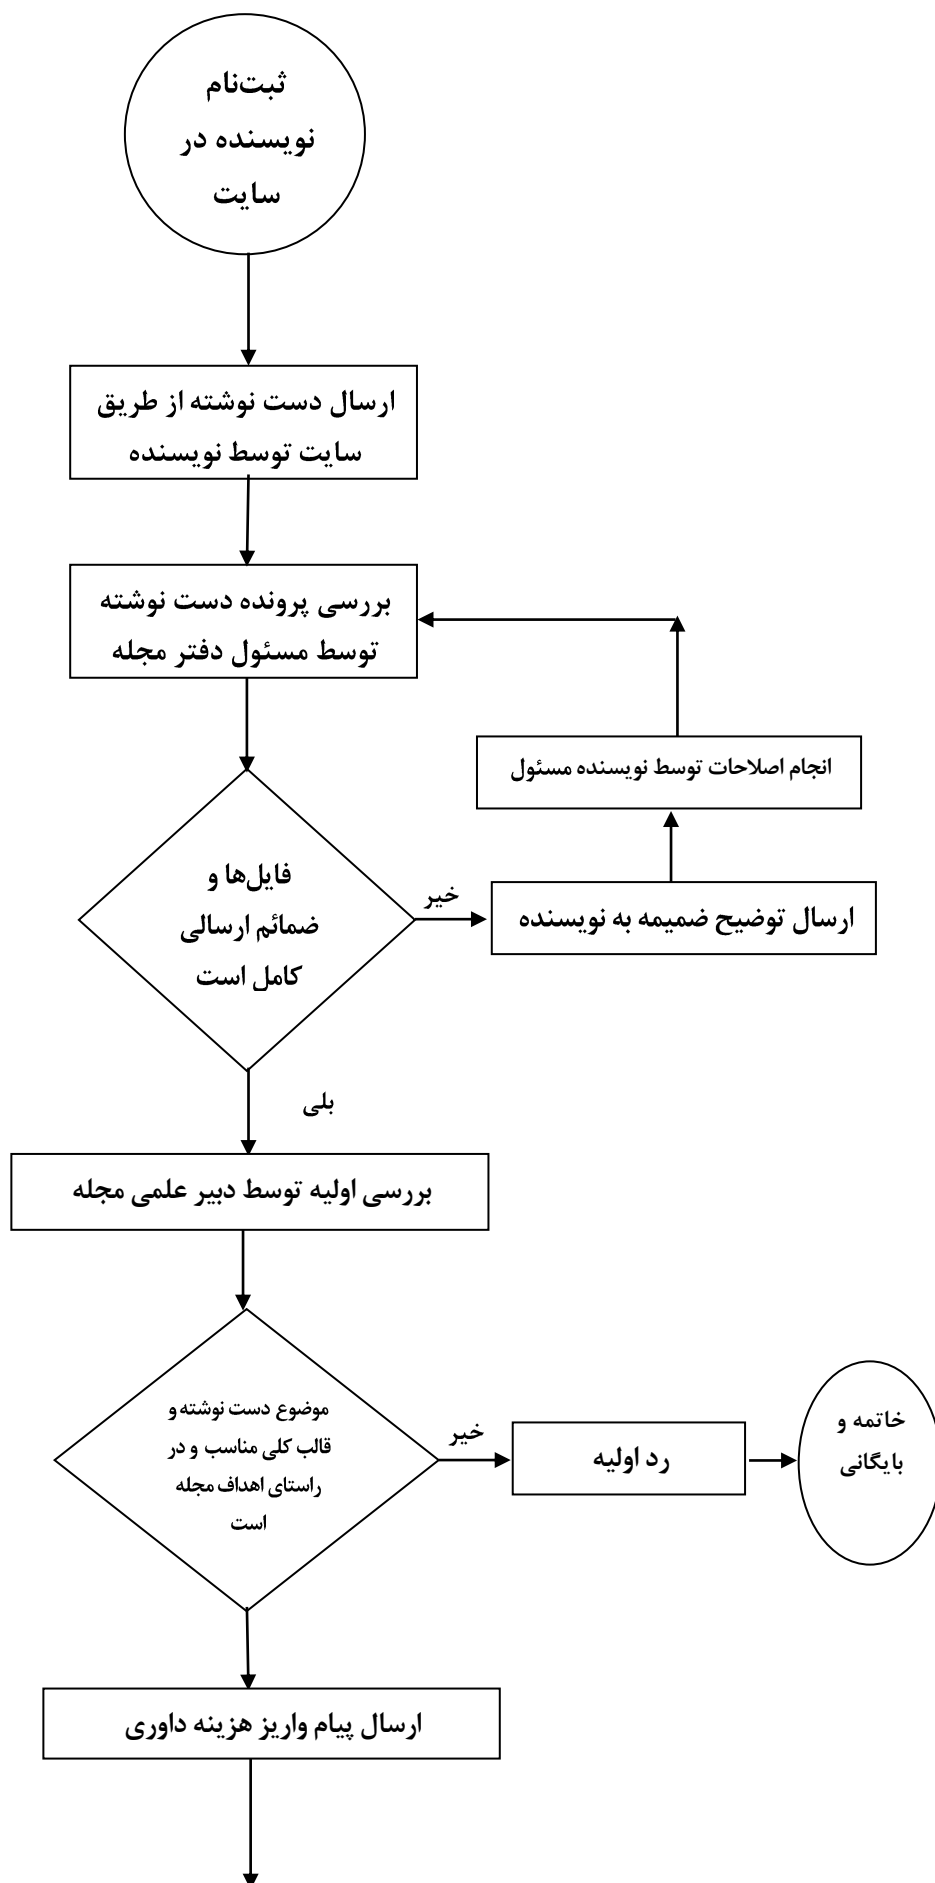 ثبت‌نام
نویسنده در
سایت
ارسال دست نوشته از طریق
سایت توسط نویسنده
بررسی پرونده دست نوشته
توسط مسئول دفتر مجله
انجام اصلاحات توسط نویسنده مسئول
فایل‌ها و
ضمائم ارسالی
کامل است
خیر
ارسال توضیح ضمیمه به نویسنده
بلی
بررسی اولیه توسط دبیر علمی مجله
موضوع دست نوشته و
قالب کلی مناسب و در
راستای اهداف مجله
است
خیر
رد اولیه
خاتمه و
بایگانی
ارسال پیام واریز هزینه داوری